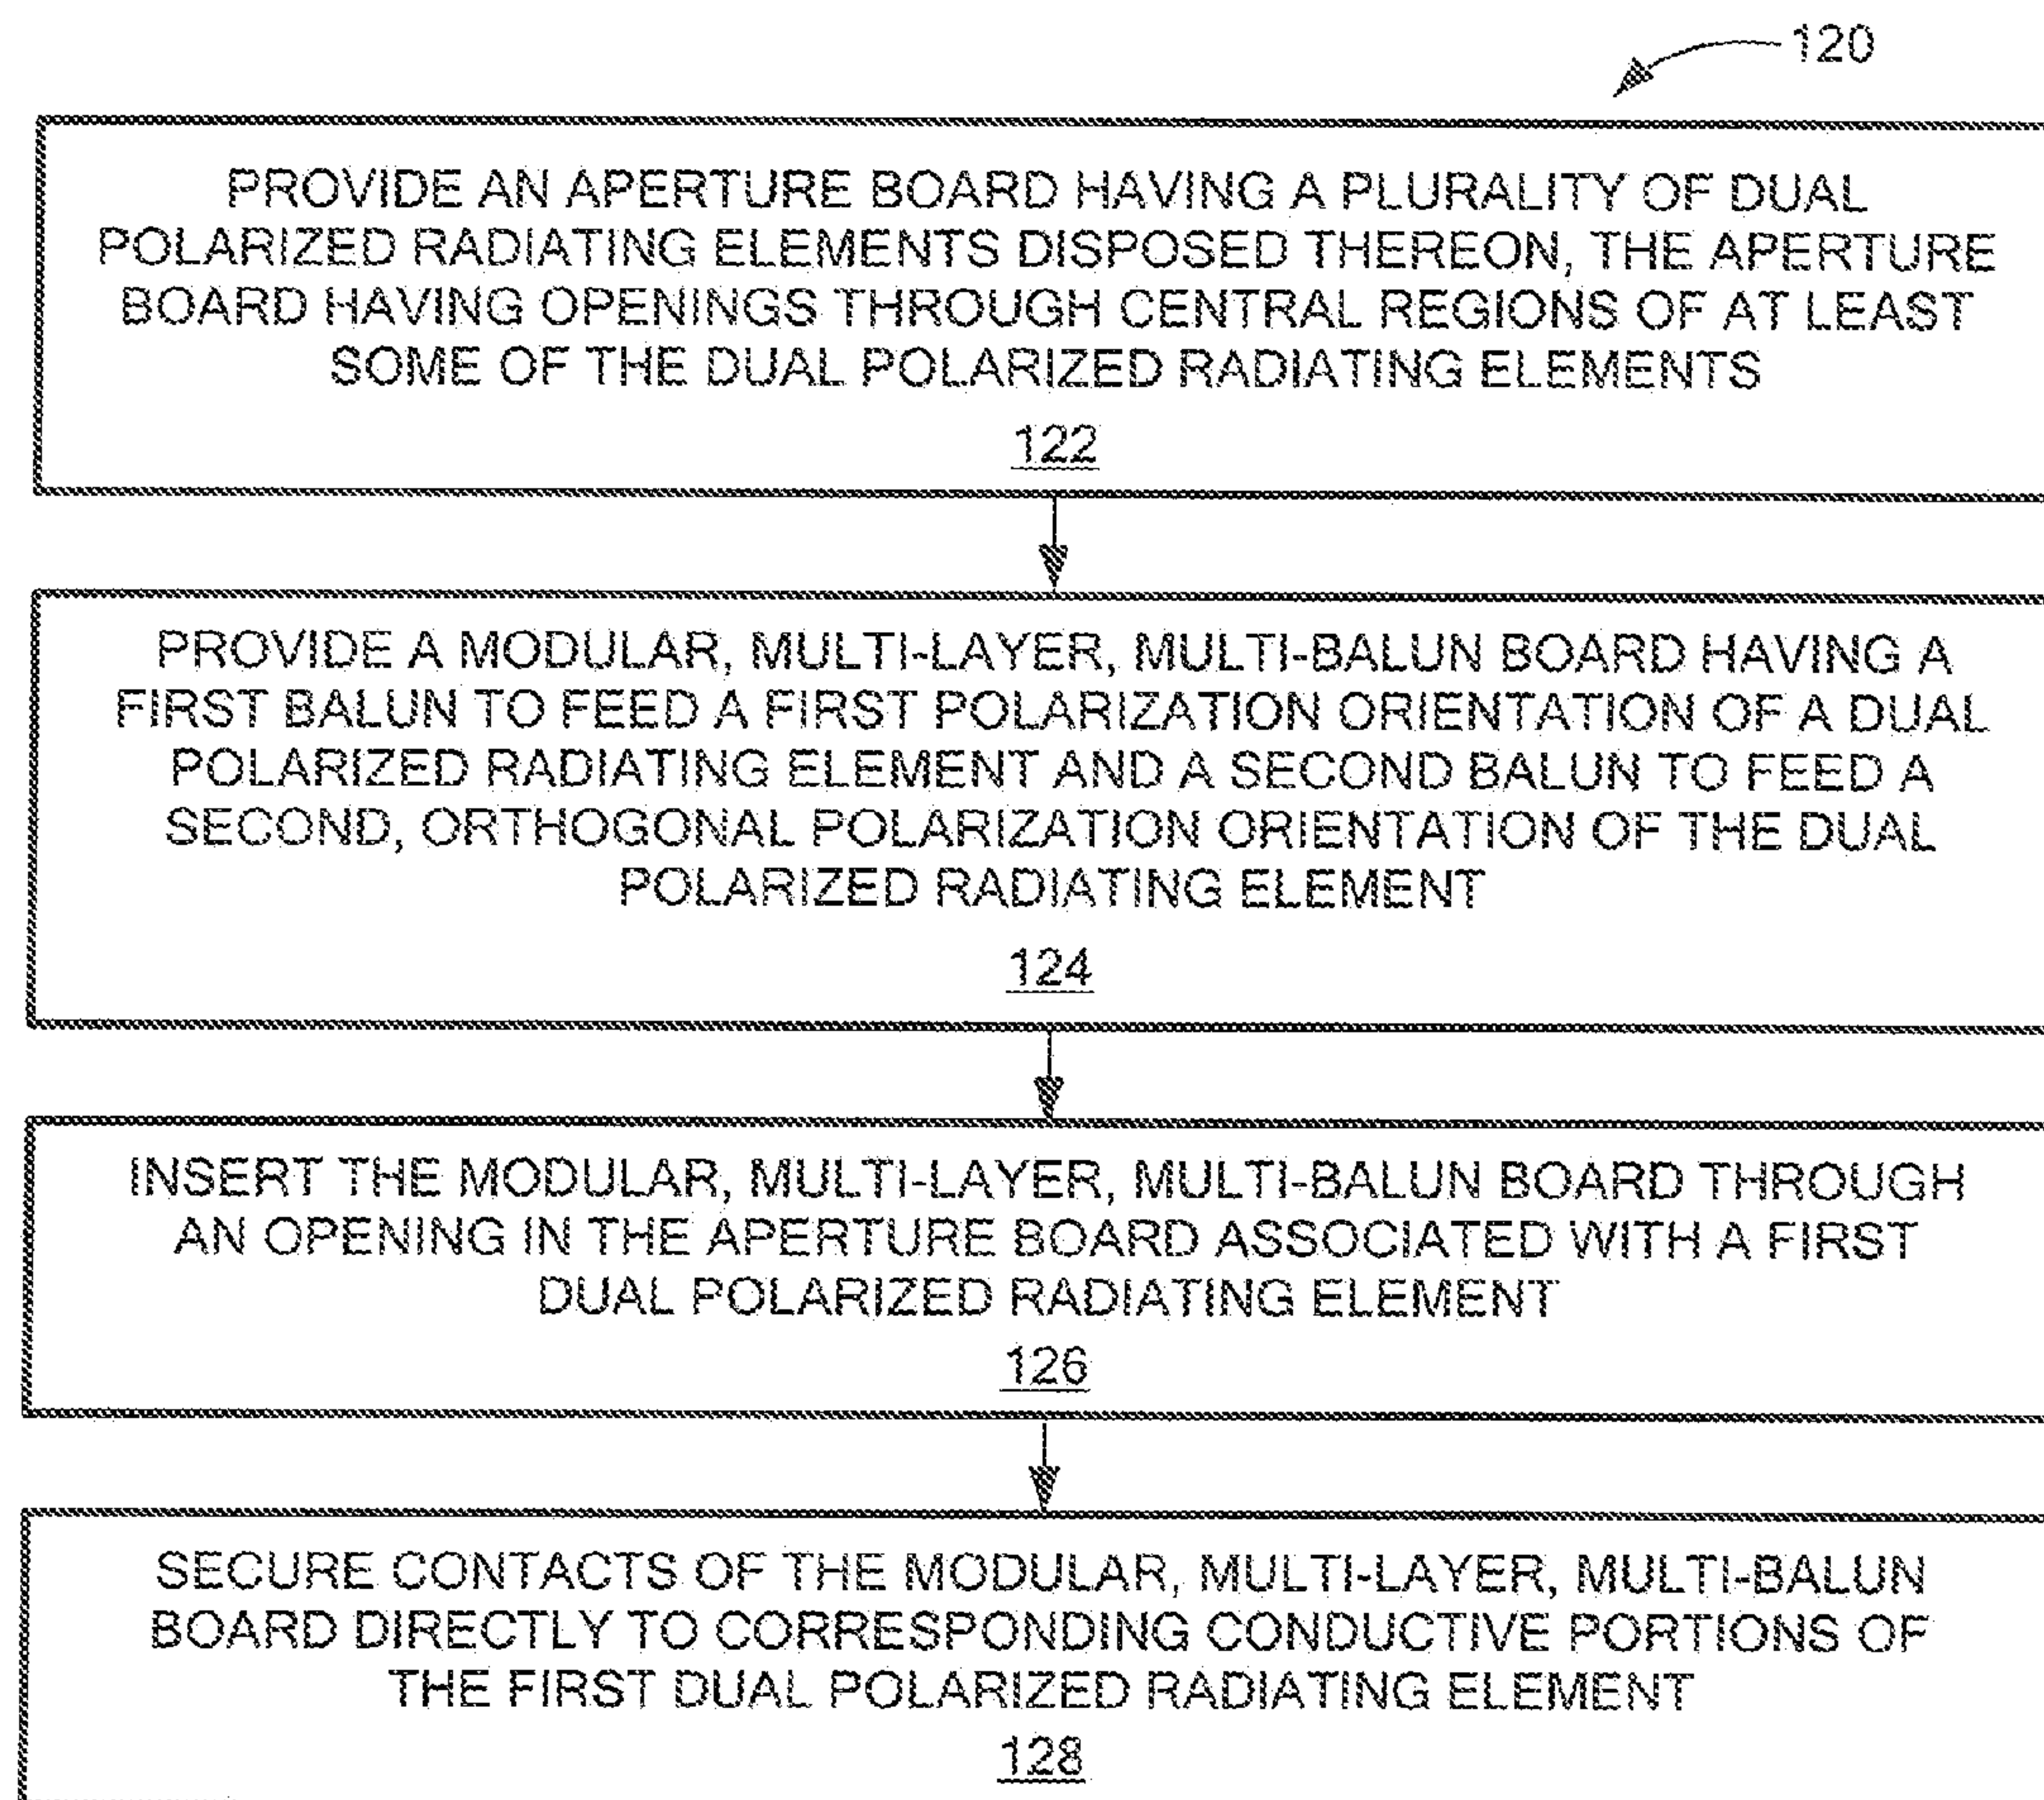 120
PROVIDE AN APERTURE BOARD HAVING A PLURALITY OF DUAL
POLARIZED RADIATING ELEMENTS DISPOSED THEREON, THE APERTURE
BOARD HAVING OPENINGS THROUGH CENTRAL REGIONS OF AT LEAST
SOME OF THE DUAL POLARIZED RADIATING ELEMENTS
122
PROVIDE A MODULAR, MULTI-LAYER, MULTI-BALUN BOARD HAVING A
FIRST BALUN TO FEED A FIRST POLARIZATION ORIENTATION OF A DUAL
POLARIZED RADIATING ELEMENT AND A SECOND BALUN TO FEED A
SECOND, ORTHOGONAL POLARIZATION ORIENTATION OF THE DUAL
POLARIZED RADIATING ELEMENT
124
INSERT THE MODULAR, MULTI-LAYER, MULTI-BALUN BOARD THROUGH
AN OPENING IN THE APERTURE BOARD ASSOCIATED WITH A FIRST
DUAL POLARIZED RADIATING ELEMENT
126
SECURE CONTACTS OF THE MODULAR, MULTI-LAYER, MULTI-BALUN
BOARD DIRECTLY TO CORRESPONDING CONDUCTIVE PORTIONS OF
THE FIRST DUAL POLARIZED RADIATING ELEMENT
128